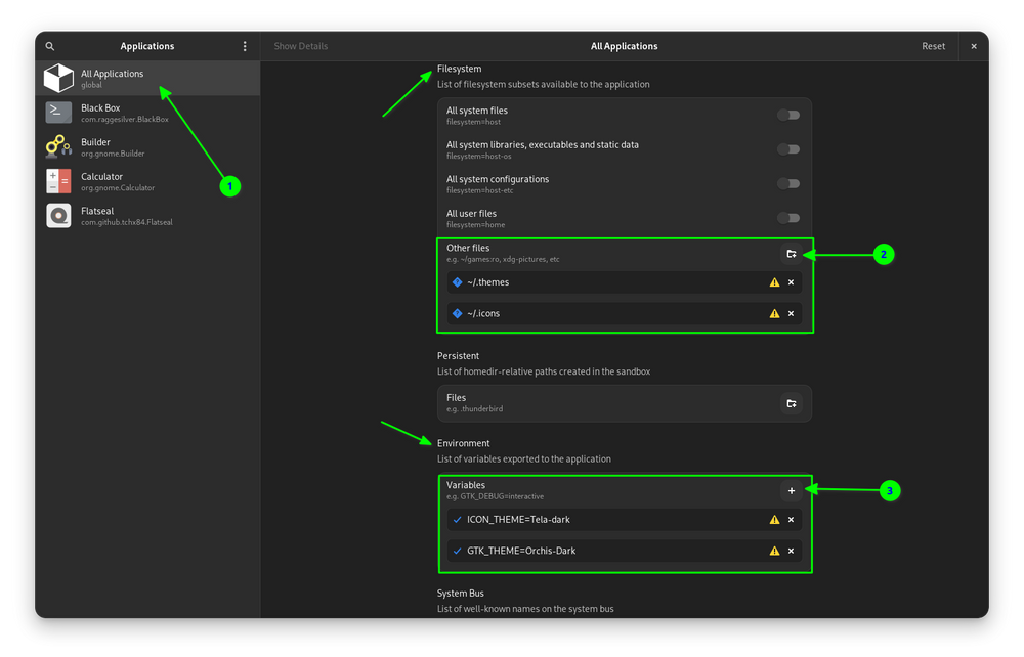 Applications
Show Details
All Applications
Reset
All Applications
global
Black Box
com.raggesilver.BlackBox
Builder
org.gnome.Builder
Calculator
org.gnome.Calculator
Flatseal
com.github.tchx84.Flatseal
1
Filesystem
List of filesystem subsets available to the application
All system files
filesystem=host
All system libraries, executables and static data
filesystem=host-os
All system configurations
filesystem=host-etc
All user files
filesystem=home
Other files
e.g. ~/games:ro, xdg-pictures, etc
2
~/.themes
~/.icons
Persistent
List of homedir-relative paths created in the sandbox
Files
e.g. .thunderbird
Environment
List of variables exported to the application
Variables
e.g. GTK_DEBUG=interactive
3
ICON_THEME=Tela-dark
GTK_THEME=Orchis-Dark
System Bus
List of well-known names on the system bus